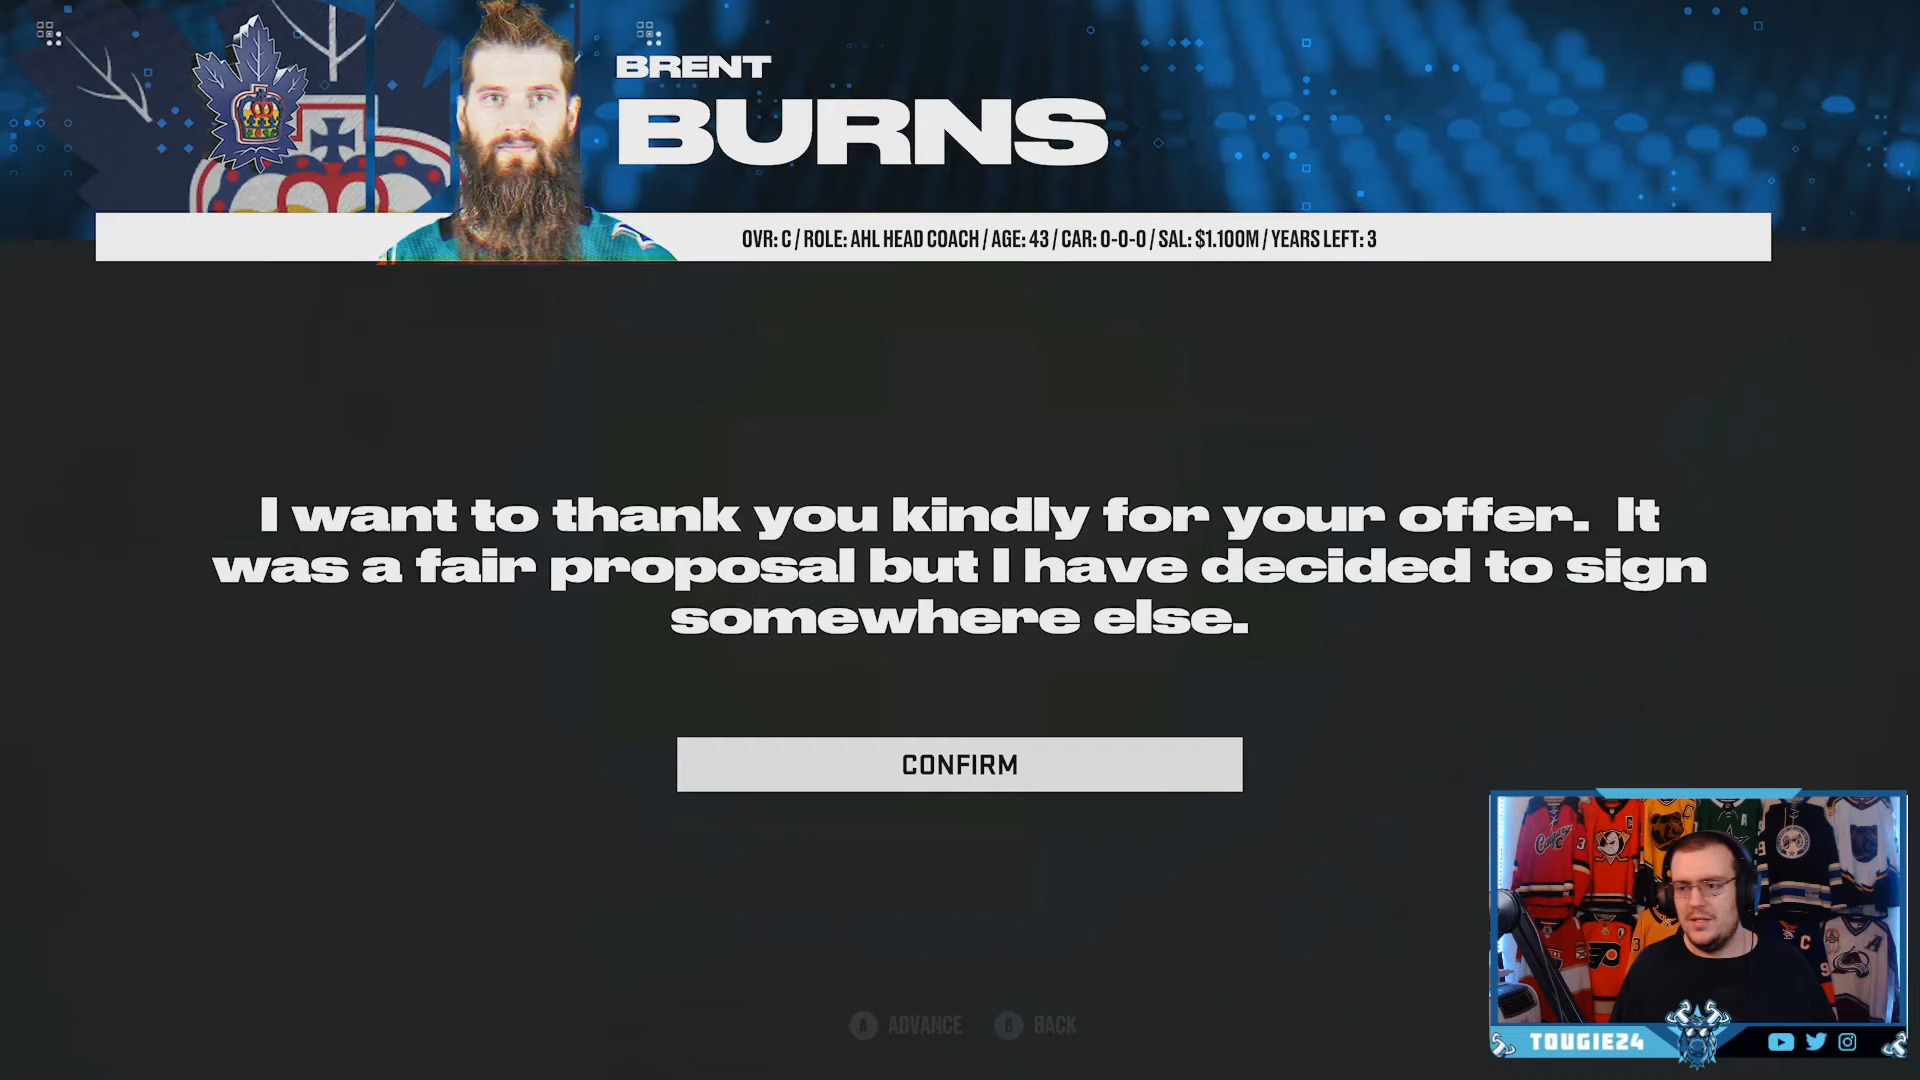 BRENT
BURNS
OVR: C / ROLE: AHL HEAD COACH / AGE: 43 / CAR: 0-0-0 / SAL: $1.100M / YEARS LEFT: 3
I want to thank you kindly for your offer. It
was a fair proposal but I have decided to sign
somewhere else.
CONFIRM
A ADVANCE B BACK
TOUGIE24